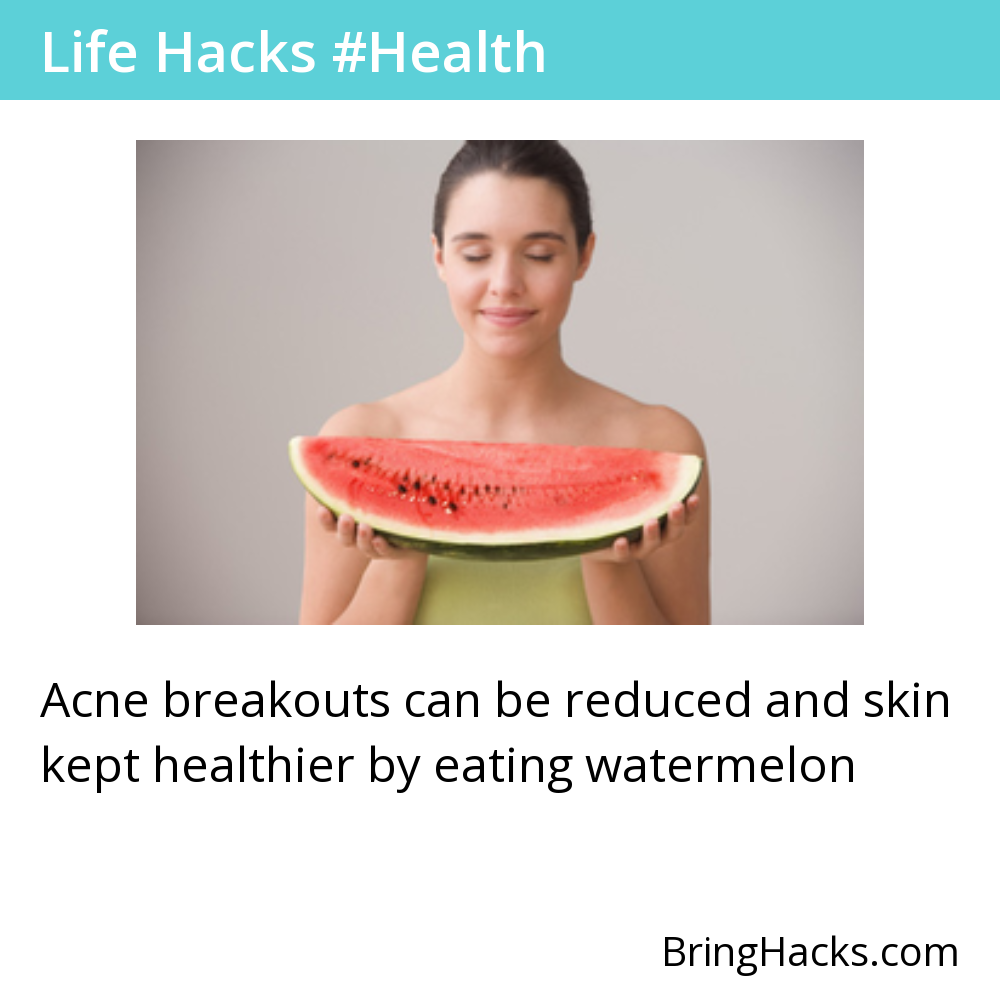 Life Hacks #Health
Acne breakouts can be reduced and skin
kept healthier by eating watermelon
BringHacks.com